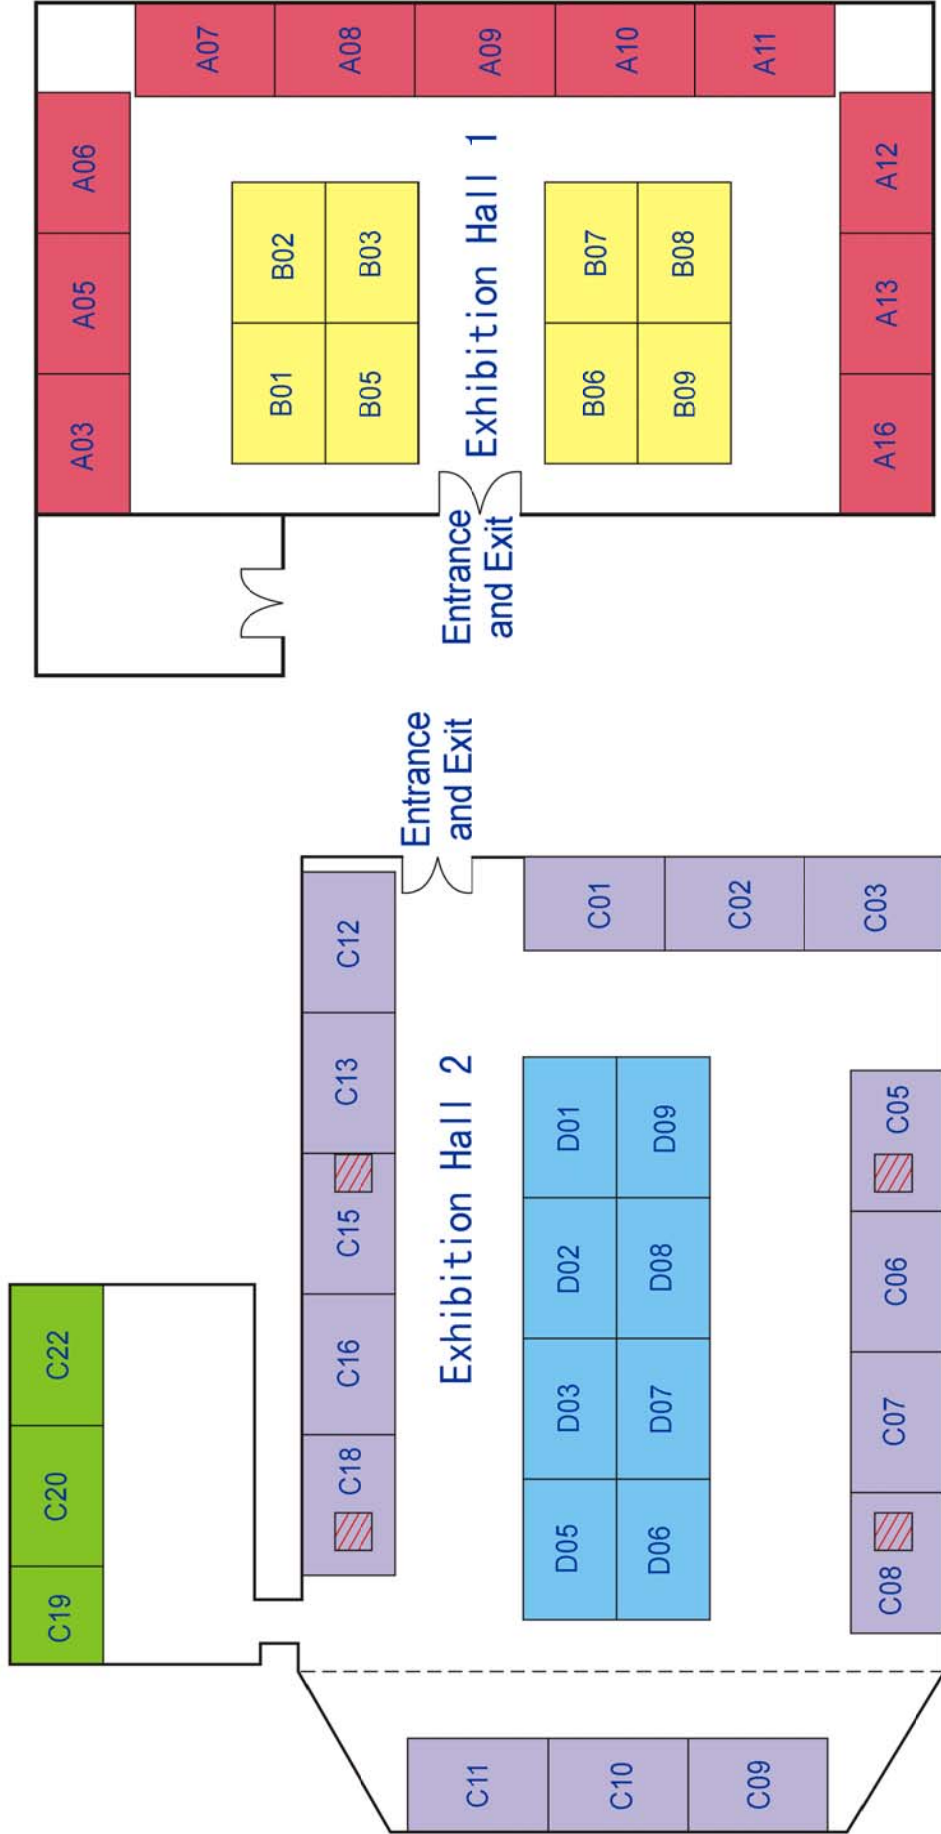 A07
A08
A09
A10
A11
A06
A05
A03
A12
A13
A16
B02
B03
B01
B05
B07
B08
B06
B09
Exhibition Hall 1
Entrance
and Exit
Entrance
and Exit
C12
C13
C15
C16
C18
C01
C02
C03
Exhibition Hall 2
D01
D09
D02
D08
D03
D07
D05
D06
C05
C06
C07
C08
C22
C20
C19
C11
C10
C09